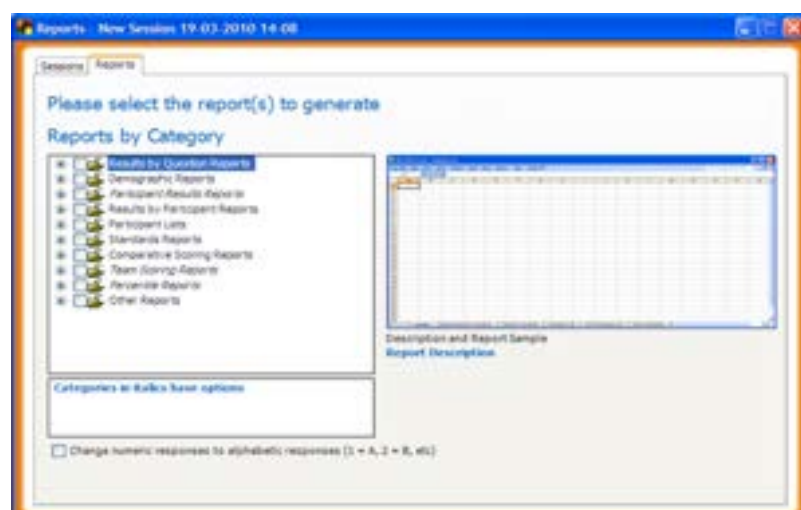 Reports - New Session 19-03-2010 14-08
Sessions Reports
Please select the report(s) to generate
Reports by Category
Results by Question Reports
Demographic Reports
Participant Results Reports
Results by Participant Reports
Participant Lists
Standards Reports
Comparative Scoring Reports
Team Scoring Reports
Percentile Reports
Other Reports
Description and Report Sample
Report Description
Categories in Italics have options
Change numeric responses to alphabetic responses (1 = A, 2 = B, etc)